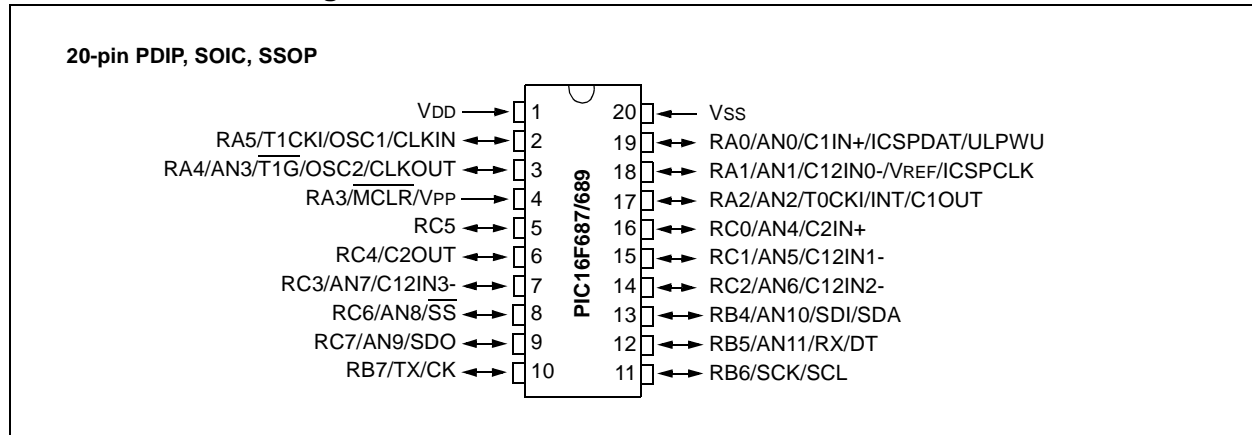 20-pin PDIP, SOIC, SSOP
VDD 1
RA5/T1CKI/OSC1/CLKIN 2
RA4/AN3/T1G/OSC2/CLKOUT 3
RA3/MCLR/VPP 4
RC5 5
RC4/C2OUT 6
RC3/AN7/C12IN3- 7
RC6/AN8/SS 8
RC7/AN9/SDO 9
RB7/TX/CK 10
PIC16F687/689
20 VSS
19 RA0/AN0/C1IN+/ICSPDAT/ULPWU
18 RA1/AN1/C12IN0-/VREF/ICSPCLK
17 RA2/AN2/T0CKI/INT/C1OUT
16 RC0/AN4/C2IN+
15 RC1/AN5/C12IN1-
14 RC2/AN6/C12IN2-
13 RB4/AN10/SDI/SDA
12 RB5/AN11/RX/DT
11 RB6/SCK/SCL